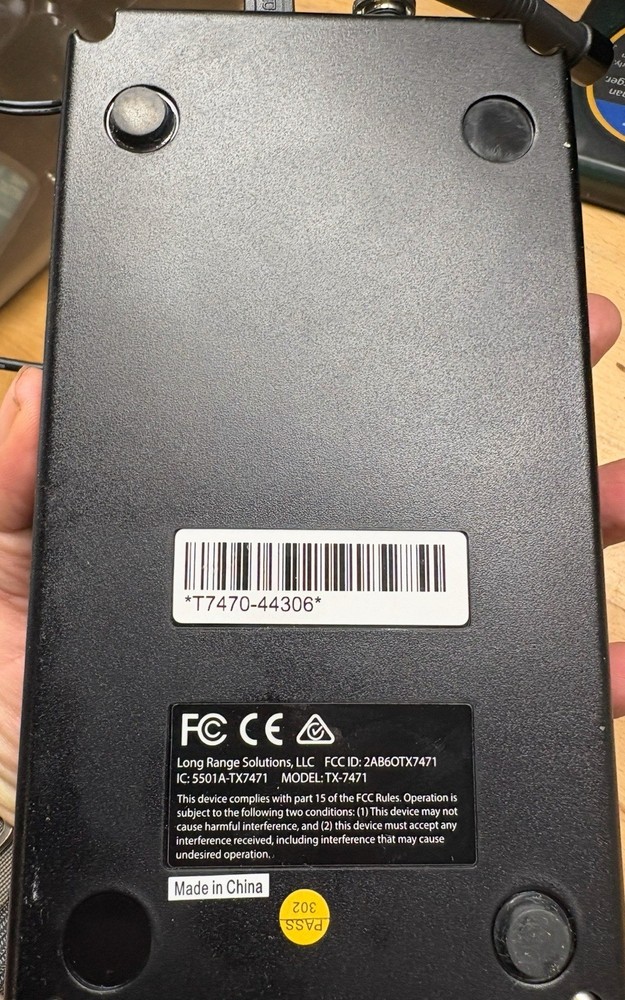 *T7470-44306*
FC CE
Long Range Solutions, LLC FCC ID: 2AB6OTX7471
IC: 5501A-TX7471 MODEL: TX-7471
This device complies with part 15 of the FCC Rules. Operation is
subject to the following two conditions: (1) This device may not
cause harmful interference, and (2) this device must accept any
interference received, including interference that may cause
undesired operation.
Made in China
PASS
302